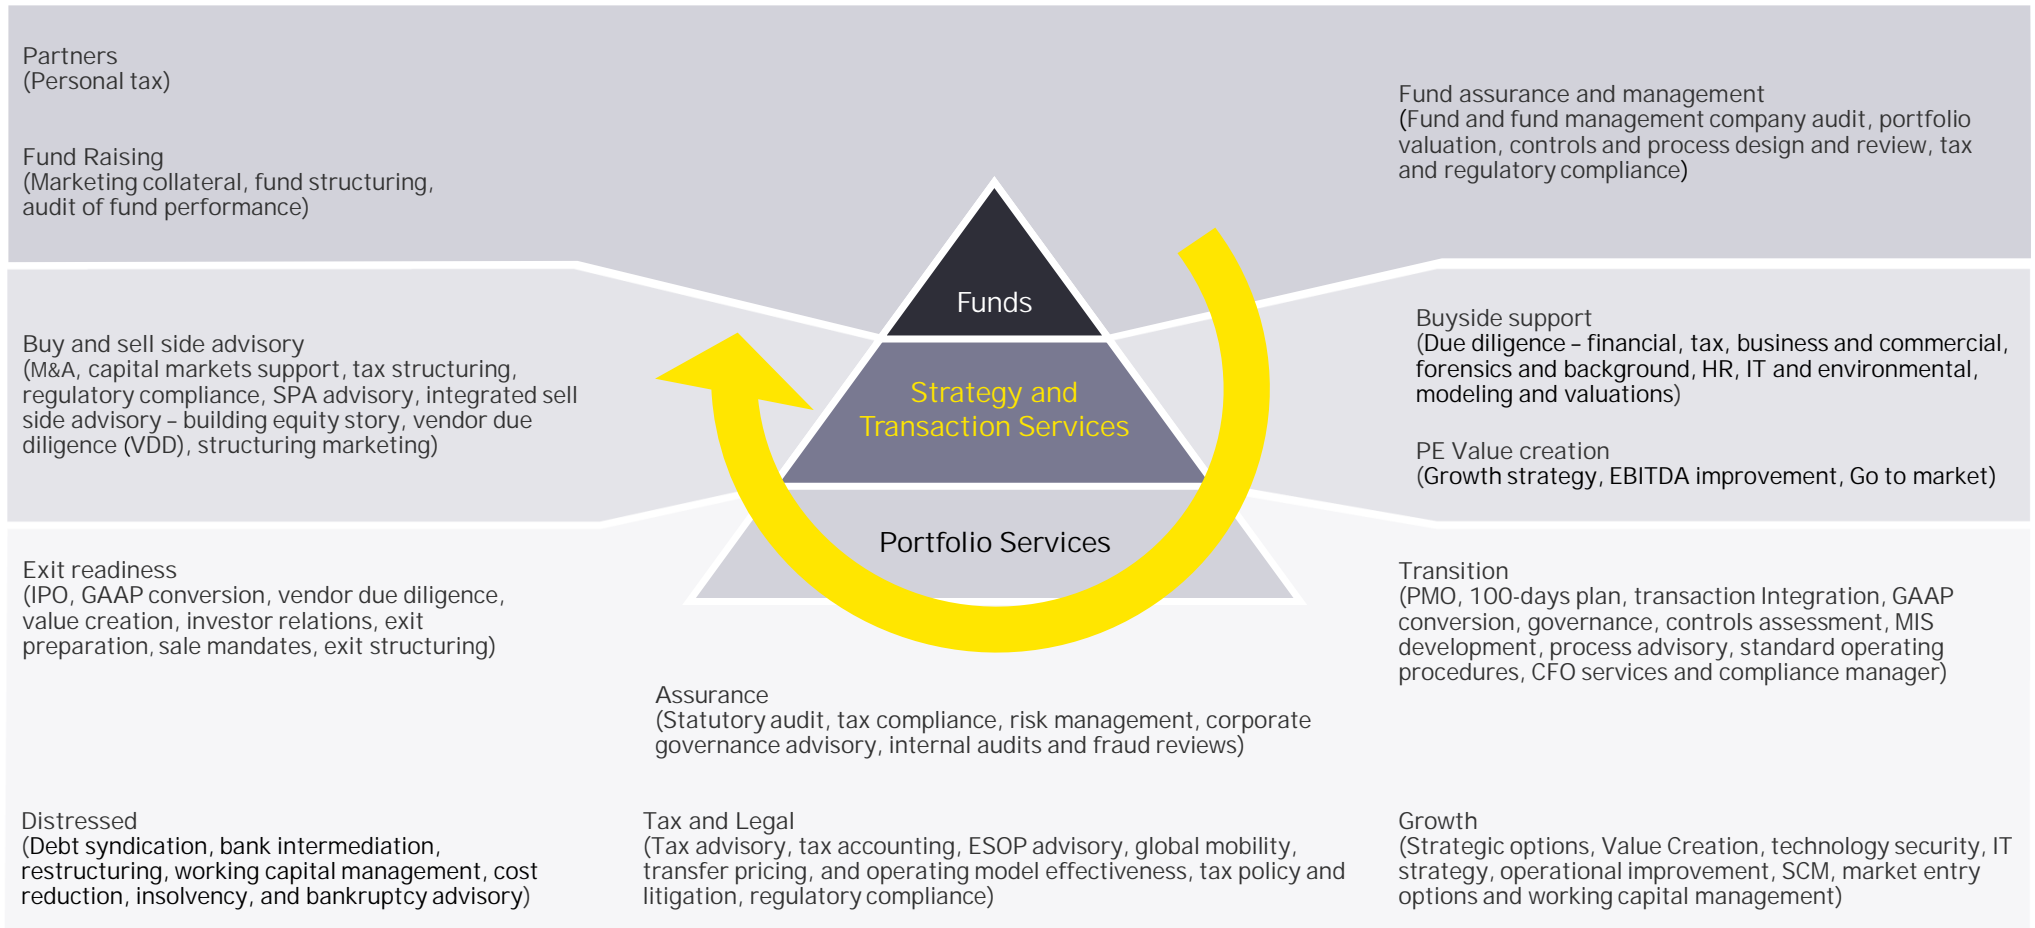 Partners
(Personal tax)
Fund Raising
(Marketing collateral, fund structuring,
audit of fund performance)
Fund assurance and management
(Fund and fund management company audit, portfolio
valuation, controls and process design and review, tax
and regulatory compliance)
Funds
Buy and sell side advisory
(M&A, capital markets support, tax structuring,
regulatory compliance, SPA advisory, integrated sell
side advisory – building equity story, vendor due
diligence (VDD), structuring marketing)
Strategy and
Transaction Services
Buyside support
(Due diligence – financial, tax, business and commercial,
forensics and background, HR, IT and environmental,
modeling and valuations)
PE Value creation
(Growth strategy, EBITDA improvement, Go to market)
Portfolio Services
Exit readiness
(IPO, GAAP conversion, vendor due diligence,
value creation, investor relations, exit
preparation, sale mandates, exit structuring)
Transition
(PMO, 100-days plan, transaction Integration, GAAP
conversion, governance, controls assessment, MIS
development, process advisory, standard operating
procedures, CFO services and compliance manager)
Assurance
(Statutory audit, tax compliance, risk management, corporate
governance advisory, internal audits and fraud reviews)
Distressed
(Debt syndication, bank intermediation,
restructuring, working capital management, cost
reduction, insolvency, and bankruptcy advisory)
Tax and Legal
(Tax advisory, tax accounting, ESOP advisory, global mobility,
transfer pricing, and operating model effectiveness, tax policy and
litigation, regulatory compliance)
Growth
(Strategic options, Value Creation, technology security, IT
strategy, operational improvement, SCM, market entry
options and working capital management)